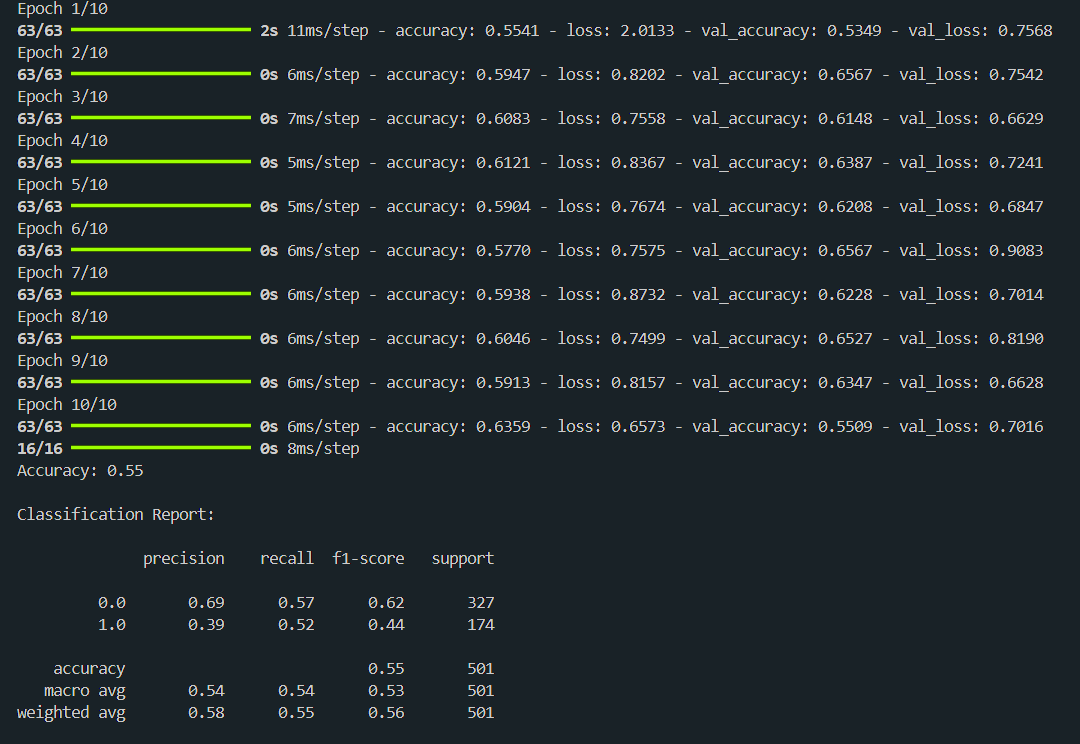 Epoch 1/10
63/63 2s 11ms/step - accuracy: 0.5541 - loss: 2.0133 - val_accuracy: 0.5349 - val_loss: 0.7568
Epoch 2/10
63/63 0s 6ms/step - accuracy: 0.5947 - loss: 0.8202 - val_accuracy: 0.6567 - val_loss: 0.7542
Epoch 3/10
63/63 0s 7ms/step - accuracy: 0.6083 - loss: 0.7558 - val_accuracy: 0.6148 - val_loss: 0.6629
Epoch 4/10
63/63 0s 5ms/step - accuracy: 0.6121 - loss: 0.8367 - val_accuracy: 0.6387 - val_loss: 0.7241
Epoch 5/10
63/63 0s 5ms/step - accuracy: 0.5904 - loss: 0.7674 - val_accuracy: 0.6208 - val_loss: 0.6847
Epoch 6/10
63/63 0s 6ms/step - accuracy: 0.5770 - loss: 0.7575 - val_accuracy: 0.6567 - val_loss: 0.9083
Epoch 7/10
63/63 0s 6ms/step - accuracy: 0.5938 - loss: 0.8732 - val_accuracy: 0.6228 - val_loss: 0.7014
Epoch 8/10
63/63 0s 6ms/step - accuracy: 0.6046 - loss: 0.7499 - val_accuracy: 0.6527 - val_loss: 0.8190
Epoch 9/10
63/63 0s 6ms/step - accuracy: 0.5913 - loss: 0.8157 - val_accuracy: 0.6347 - val_loss: 0.6628
Epoch 10/10
63/63 0s 6ms/step - accuracy: 0.6359 - loss: 0.6573 - val_accuracy: 0.5509 - val_loss: 0.7016
16/16 0s 8ms/step
Accuracy: 0.55
Classification Report:
precision recall f1-score support
0.0 0.69 0.57 0.62 327
1.0 0.39 0.52 0.44 174
accuracy 0.55 501
macro avg 0.54 0.54 0.53 501
weighted avg 0.58 0.55 0.56 501